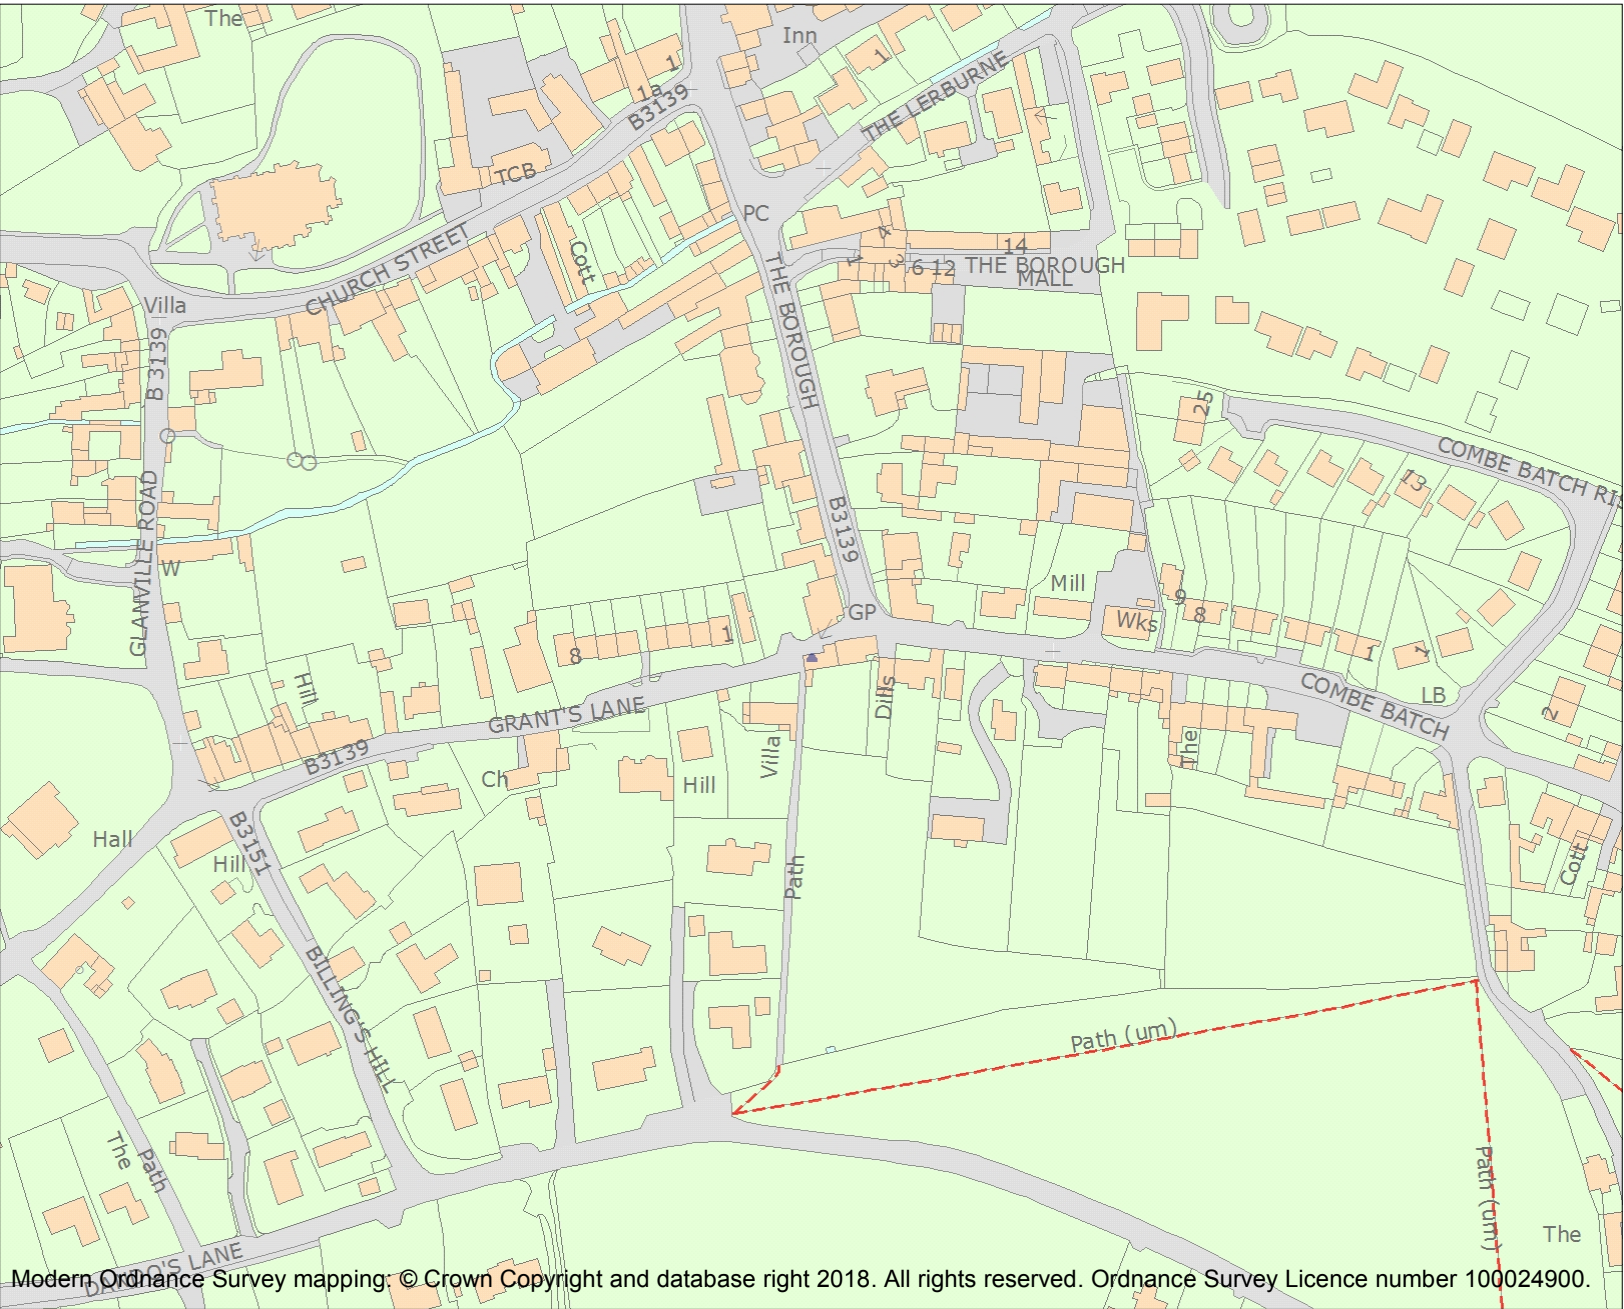 The
Inn
1
1
1a
B3139
THE LERBURNE
TCB
PC
CHURCH STREET
Cott
4
14
1
3
6
12
THE BOROUGH
MALL
Villa
B 3139
THE BOROUGH
25
COMBE BATCH RIS
13
GLANVILLE ROAD
B3139
W
Mill
9
8
GP
Wks
1
8
1
1
Hill
Dills
COMBE BATCH
LB
2
GRANT'S LANE
B3139
Villa
The
Ch
Hill
Hall
B3151
Hill
Path
Cott
BILLING'S HILL
Path (um)
The
Path
Path (um)
The
DANDO'S LANE
Modern Ordnance Survey mapping: © Crown Copyright and database right 2018. All rights reserved. Ordnance Survey Licence number 100024900.